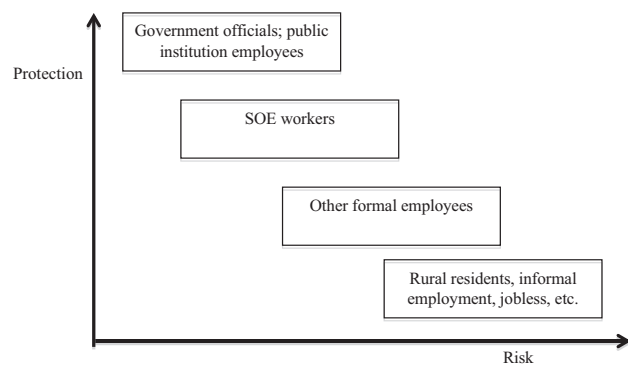 Government officials; public
institution employees
Protection
SOE workers
Other formal employees
Rural residents, informal
employment, jobless, etc.
Risk